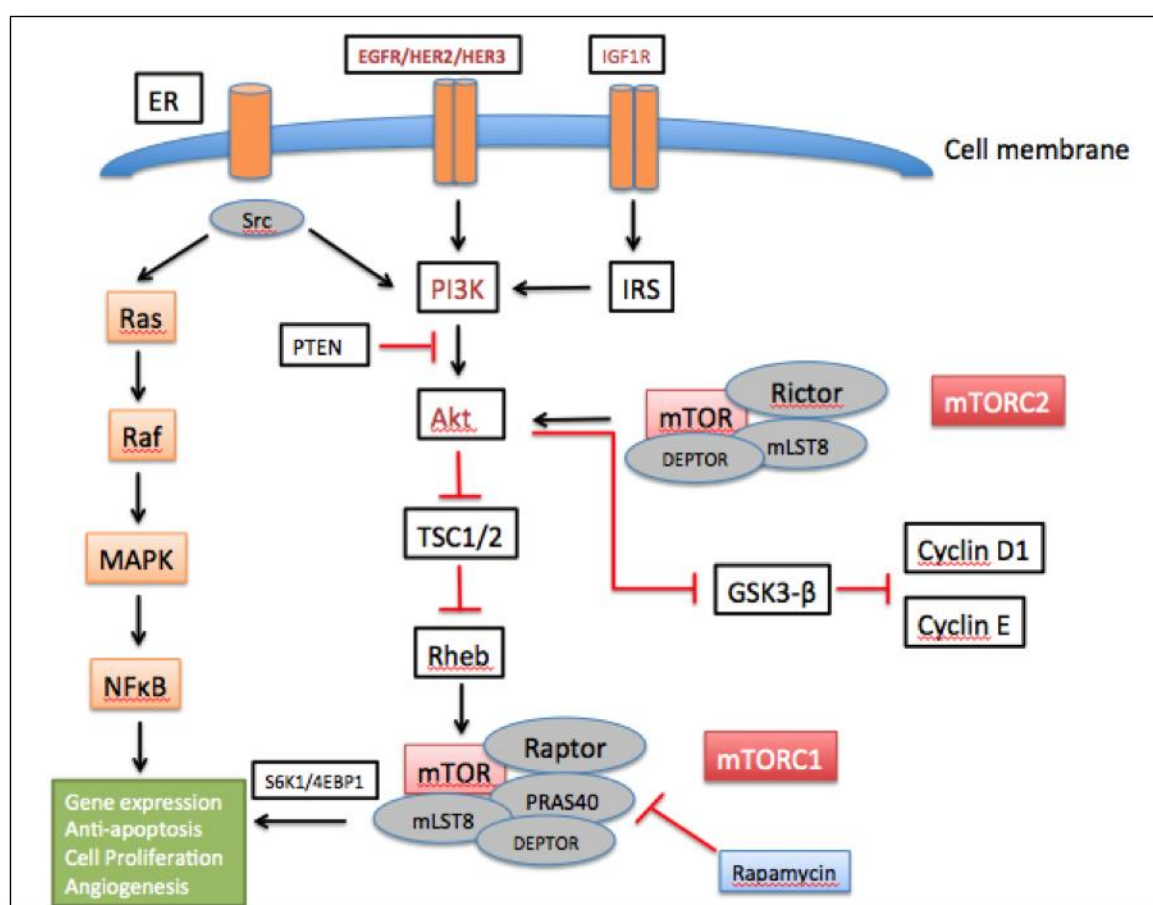 EGFR/HER2/HER3
IGF1R
ER
Cell membrane
Src
PI3K
IRS
Ras
PTEN
Rictor
mTORC2
Akt
mTOR
Raf
mLST8
DEPTOR
TSC1/2
Cyclin D1
MAPK
GSK3-β
Cyclin E
Rheb
NFκB
Raptor
mTORC1
mTOR
S6K1/4EBP1
PRAS40
Gene expression
mLST8
Anti-apoptosis
DEPTOR
Cell Proliferation
Rapamycin
Angiogenesis